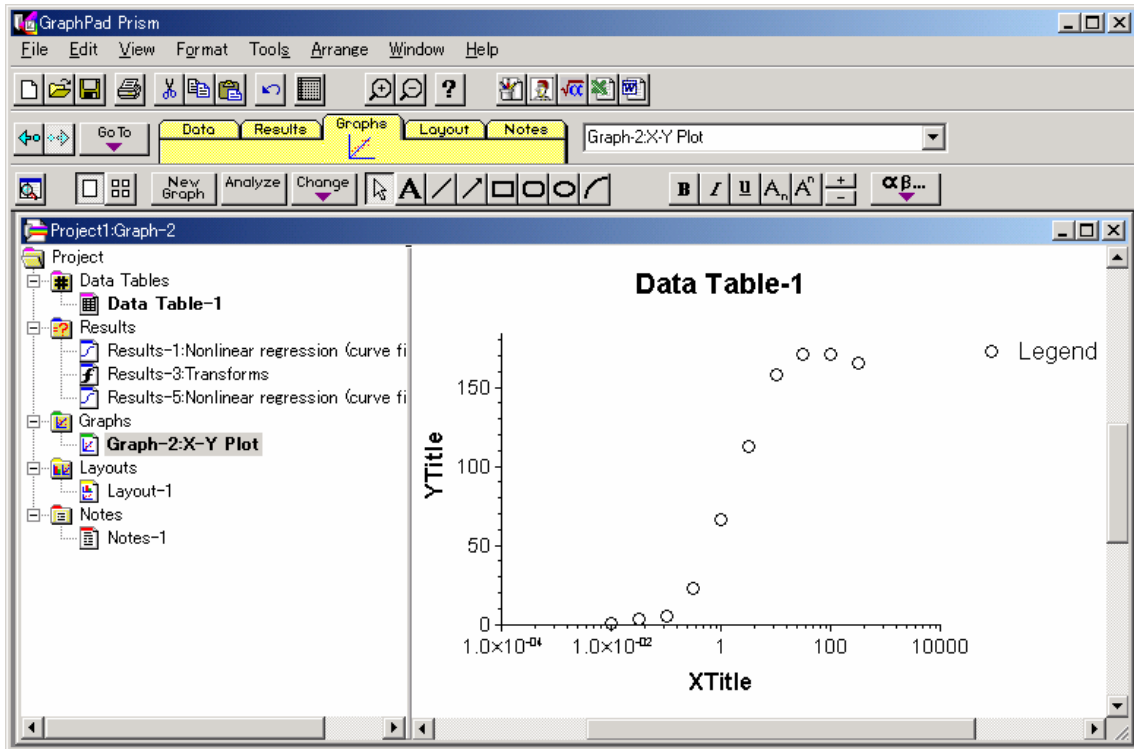 GraphPad Prism
File Edit View Format Tools Arrange Window Help
?
√α
Go To
Data Results Graphs Layout Notes
Graph-2:X-Y Plot
New Graph
Analyze
Change
A
B I U Aₙ Aⁿ + −
αβ...
Project1:Graph-2
Project
Data Tables
Data Table-1
Results
Results-1:Nonlinear regression (curve fi
Results-3:Transforms
Results-5:Nonlinear regression (curve fi
Graphs
Graph-2:X-Y Plot
Layouts
Layout-1
Notes
Notes-1
Data Table-1
Legend
YTitle
150
100
50
0
1.0×10⁻⁰⁴ 1.0×10⁻⁰² 1 100 10000
XTitle